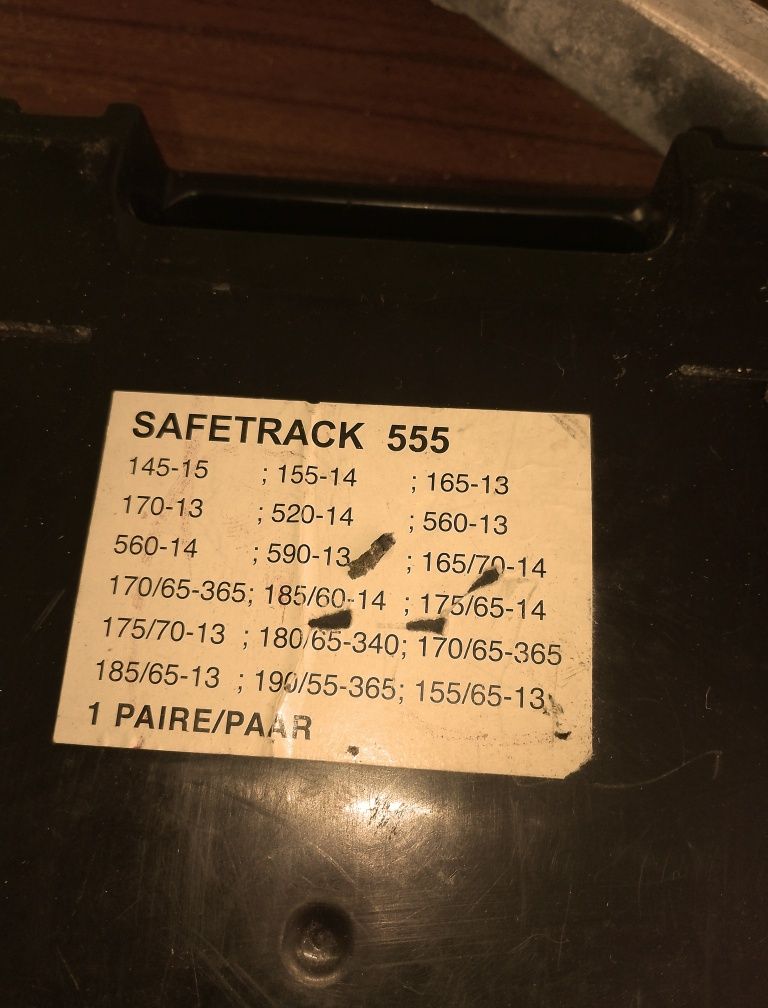 SAFETRACK 555
145-15 ; 155-14 ; 165-13
170-13 ; 520-14 ; 560-13
560-14 ; 590-13 ; 165/70-14
170/65-365; 185/60-14 ; 175/65-14
175/70-13 ; 180/65-340; 170/65-365
185/65-13 ; 190/55-365; 155/65-13
1 PAIRE/PAAR